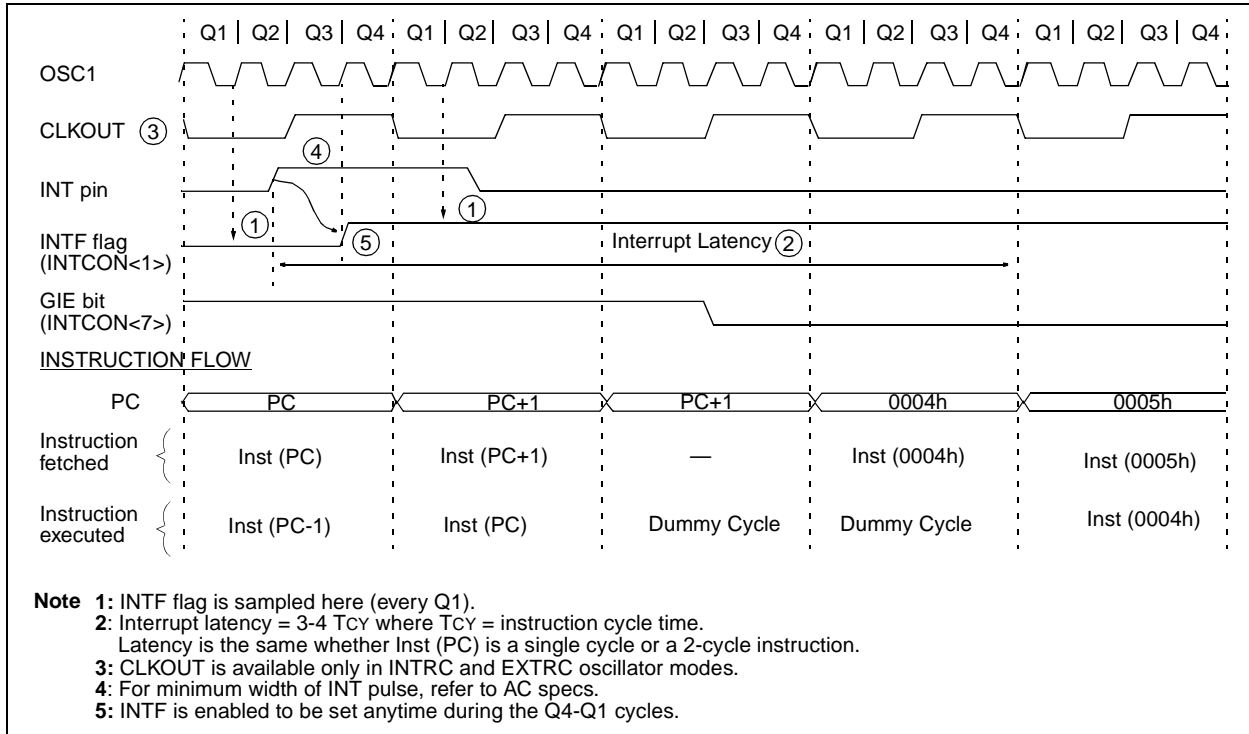 Q1 | Q2 | Q3 | Q4 Q1 | Q2 | Q3 | Q4 Q1 | Q2 | Q3 | Q4 Q1 | Q2 | Q3 | Q4 Q1 | Q2 | Q3 | Q4
OSC1
CLKOUT 3
4
INT pin
1 1
INTF flag
(INTCON<1>)
5 Interrupt Latency 2
GIE bit
(INTCON<7>)
INSTRUCTION FLOW
PC PC PC+1 PC+1 0004h 0005h
Instruction
fetched
Inst (PC) Inst (PC+1) — Inst (0004h) Inst (0005h)
Instruction
executed
Inst (PC-1) Inst (PC) Dummy Cycle Dummy Cycle Inst (0004h)
Note 1: INTF flag is sampled here (every Q1).
2: Interrupt latency = 3-4 TCY where TCY = instruction cycle time.
Latency is the same whether Inst (PC) is a single cycle or a 2-cycle instruction.
3: CLKOUT is available only in INTRC and EXTRC oscillator modes.
4: For minimum width of INT pulse, refer to AC specs.
5: INTF is enabled to be set anytime during the Q4-Q1 cycles.